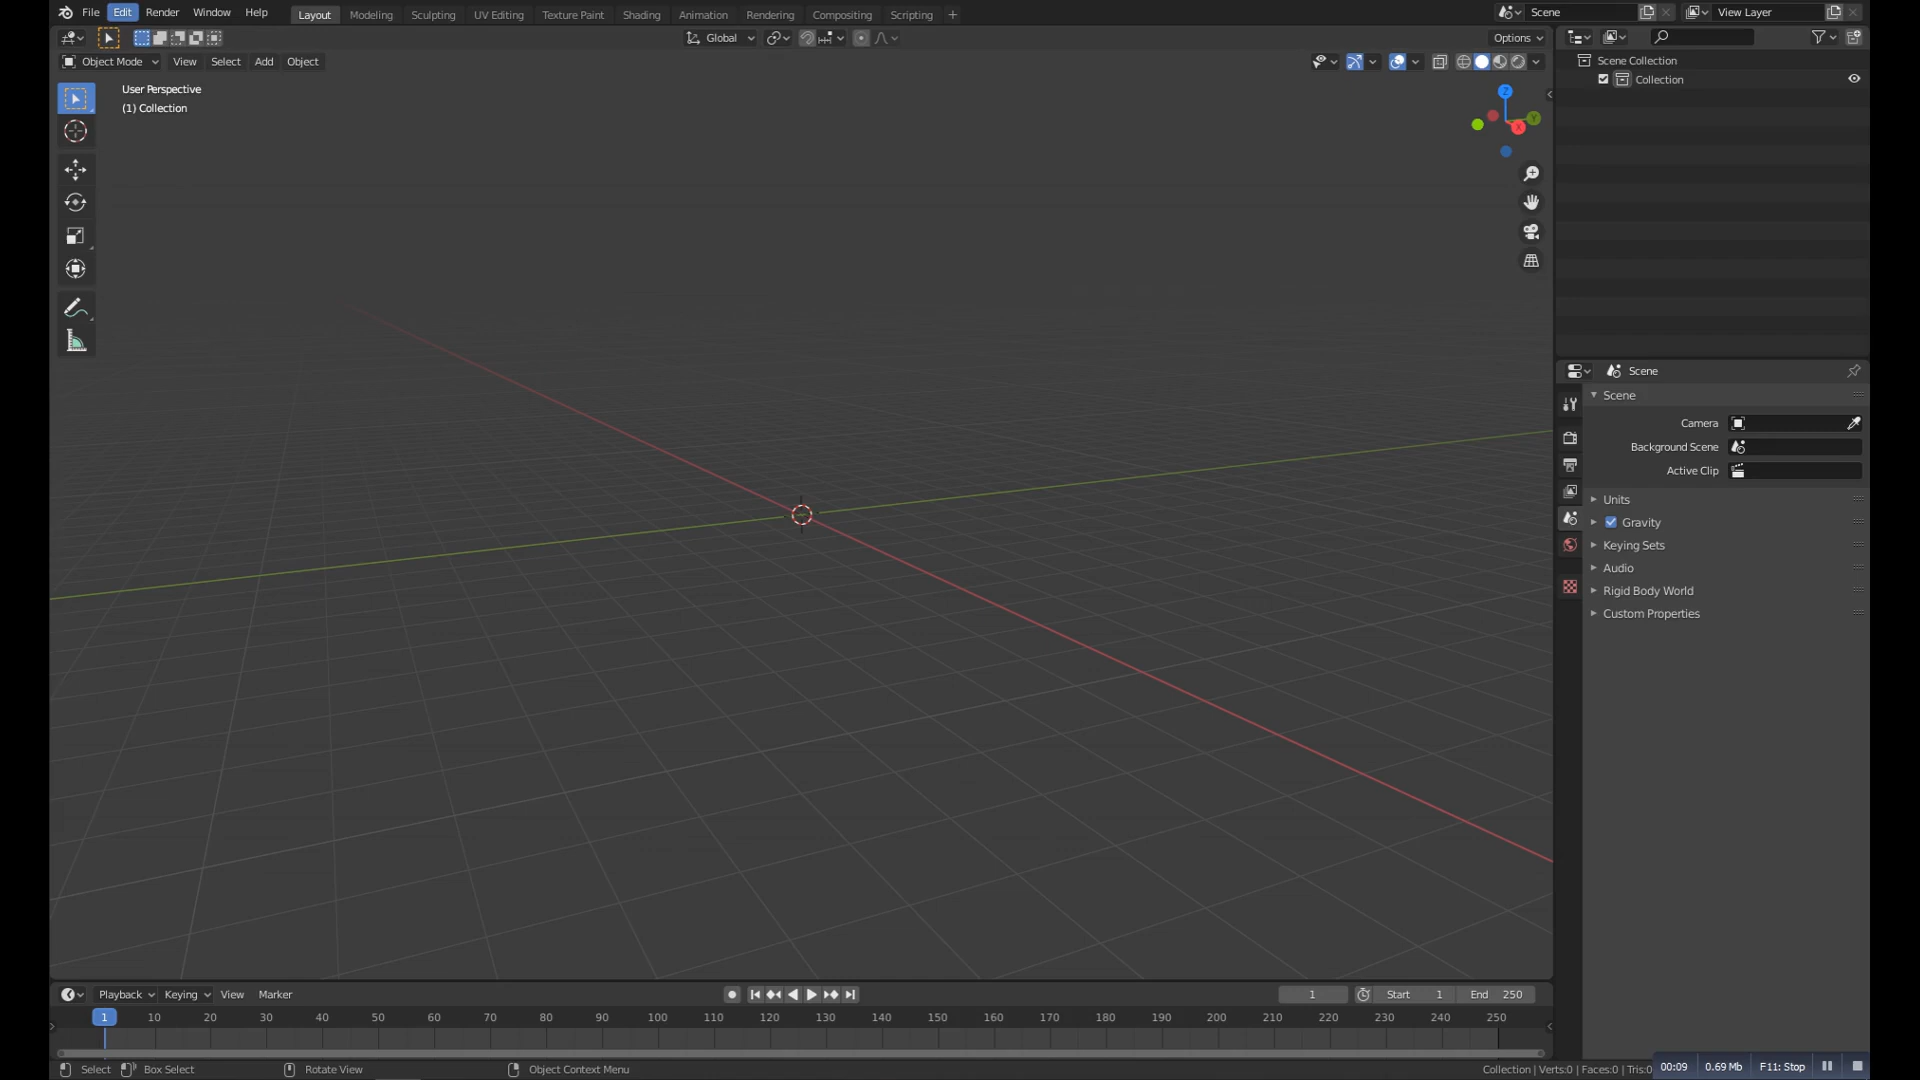 File Edit Render Window Help Layout Modeling Sculpting UV Editing Texture Paint Shading Animation Rendering Compositing Scripting + Scene View Layer
Global Options
Object Mode View Select Add Object
User Perspective
(1) Collection
Z
Y
X
Scene Collection
Collection
Scene
Scene
Camera
Background Scene
Active Clip
Units
Gravity
Keying Sets
Audio
Rigid Body World
Custom Properties
Playback Keying View Marker 1 Start 1 End 250
1 10 20 30 40 50 60 70 80 90 100 110 120 130 140 150 160 170 180 190 200 210 220 230 240 250
Select Box Select Rotate View Object Context Menu Collection | Verts:0 | Faces:0 | Tris:0 00:09 0.69 Mb F11: Stop